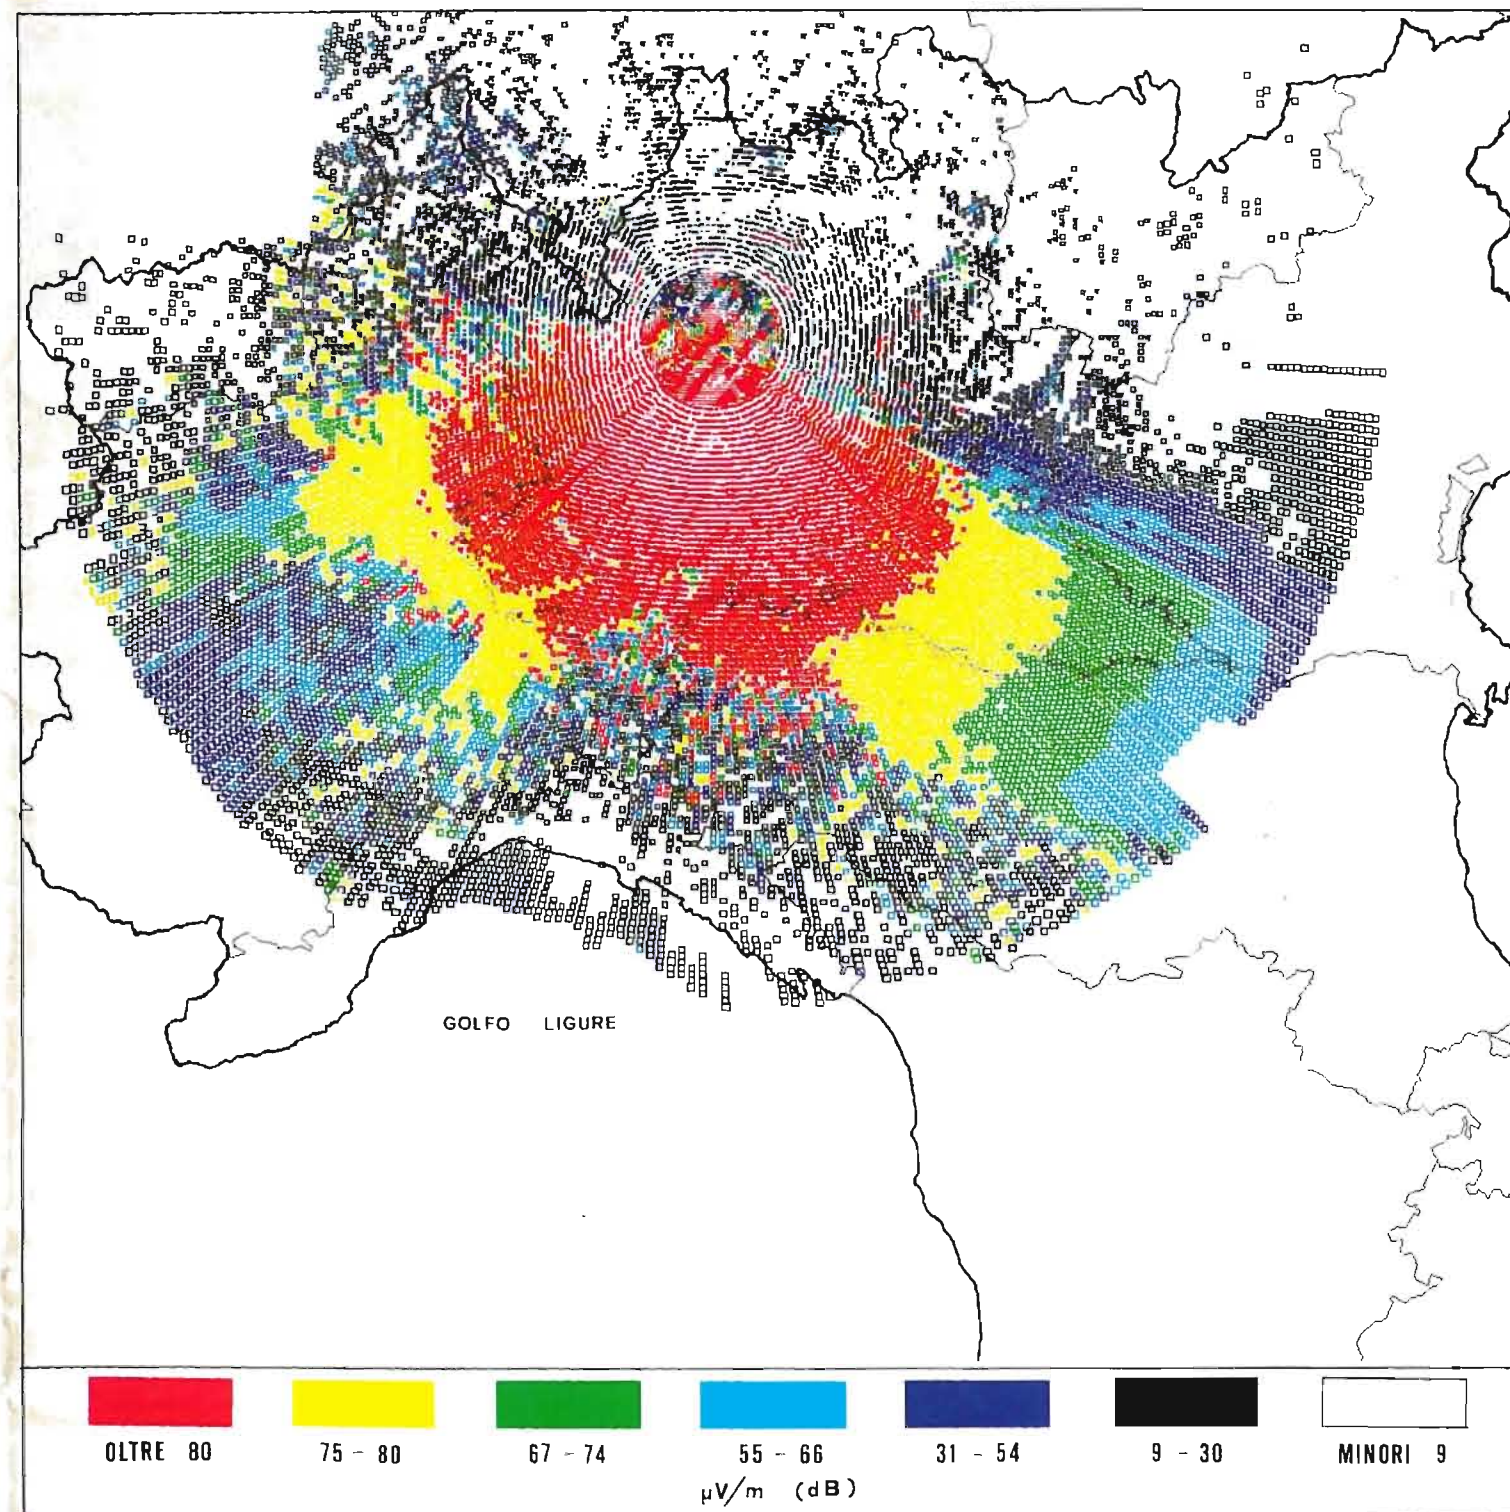 GOLFO LIGURE
OLTRE 80
75 - 80
67 - 74
55 - 66
31 - 54
9 - 30
MINORI 9
µV/m (dB)